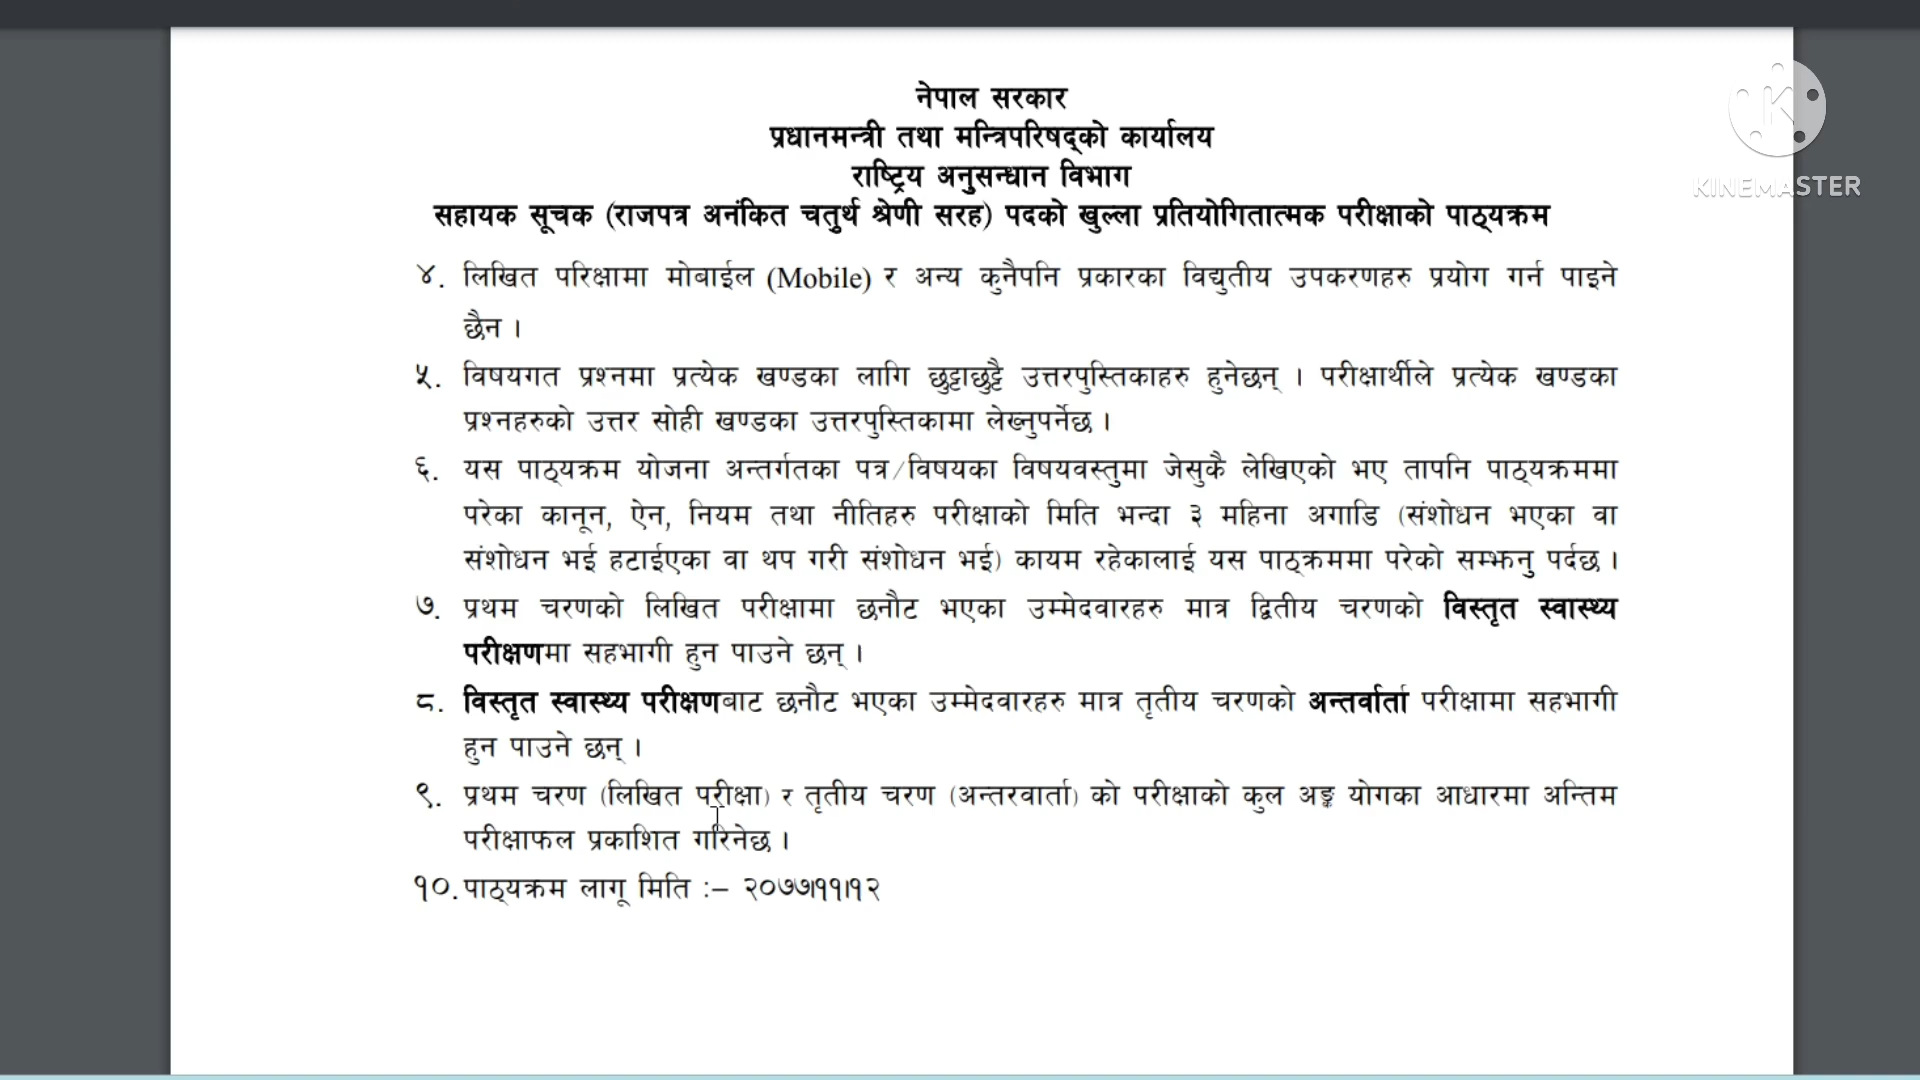 नेपाल सरकार
प्रधानमन्त्री तथा मन्त्रिपरिषद्को कार्यालय
राष्ट्रिय अनुसन्धान विभाग
सहायक सूचक (राजपत्र अनंकित चतुर्थ श्रेणी सरह) पदको खुल्ला प्रतियोगितात्मक परीक्षाको पाठ्यक्रम
KINEMASTER
४. लिखित परिक्षामा मोबाईल (Mobile) र अन्य कुनैपनि प्रकारका विद्युतीय उपकरणहरु प्रयोग गर्न पाइने
छैन ।
५. विषयगत प्रश्नमा प्रत्येक खण्डका लागि छुट्टाछुट्टै उत्तरपुस्तिकाहरु हुनेछन् । परीक्षार्थीले प्रत्येक खण्डका
प्रश्नहरुको उत्तर सोही खण्डका उत्तरपुस्तिकामा लेख्नुपर्नेछ ।
६. यस पाठ्यक्रम योजना अन्तर्गतका पत्र/विषयका विषयवस्तुमा जेसुकै लेखिएको भए तापनि पाठ्यक्रममा
परेका कानून, ऐन, नियम तथा नीतिहरु परीक्षाको मिति भन्दा ३ महिना अगाडि (संशोधन भएका वा
संशोधन भई हटाईएका वा थप गरी संशोधन भई) कायम रहेकालाई यस पाठ्क्रममा परेको सम्झनु पर्दछ ।
७. प्रथम चरणको लिखित परीक्षामा छनौट भएका उम्मेदवारहरु मात्र द्वितीय चरणको विस्तृत स्वास्थ्य
परीक्षणमा सहभागी हुन पाउने छन् ।
८. विस्तृत स्वास्थ्य परीक्षणबाट छनौट भएका उम्मेदवारहरु मात्र तृतीय चरणको अन्तर्वार्ता परीक्षामा सहभागी
हुन पाउने छन् ।
९. प्रथम चरण (लिखित परीक्षा) र तृतीय चरण (अन्तरवार्ता) को परीक्षाको कुल अङ्क योगका आधारमा अन्तिम
परीक्षाफल प्रकाशित गरिनेछ ।
१०. पाठ्यक्रम लागू मिति :– २०७७।११।१२